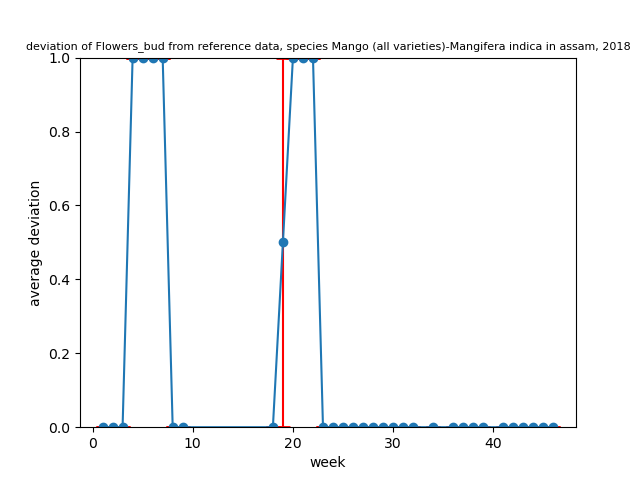 deviation of Flowers_bud from reference data, species Mango (all varieties)-Mangifera indica in assam, 2018
1.0
0.8
0.6
0.4
0.2
0.0
average deviation
0 10 20 30 40
week